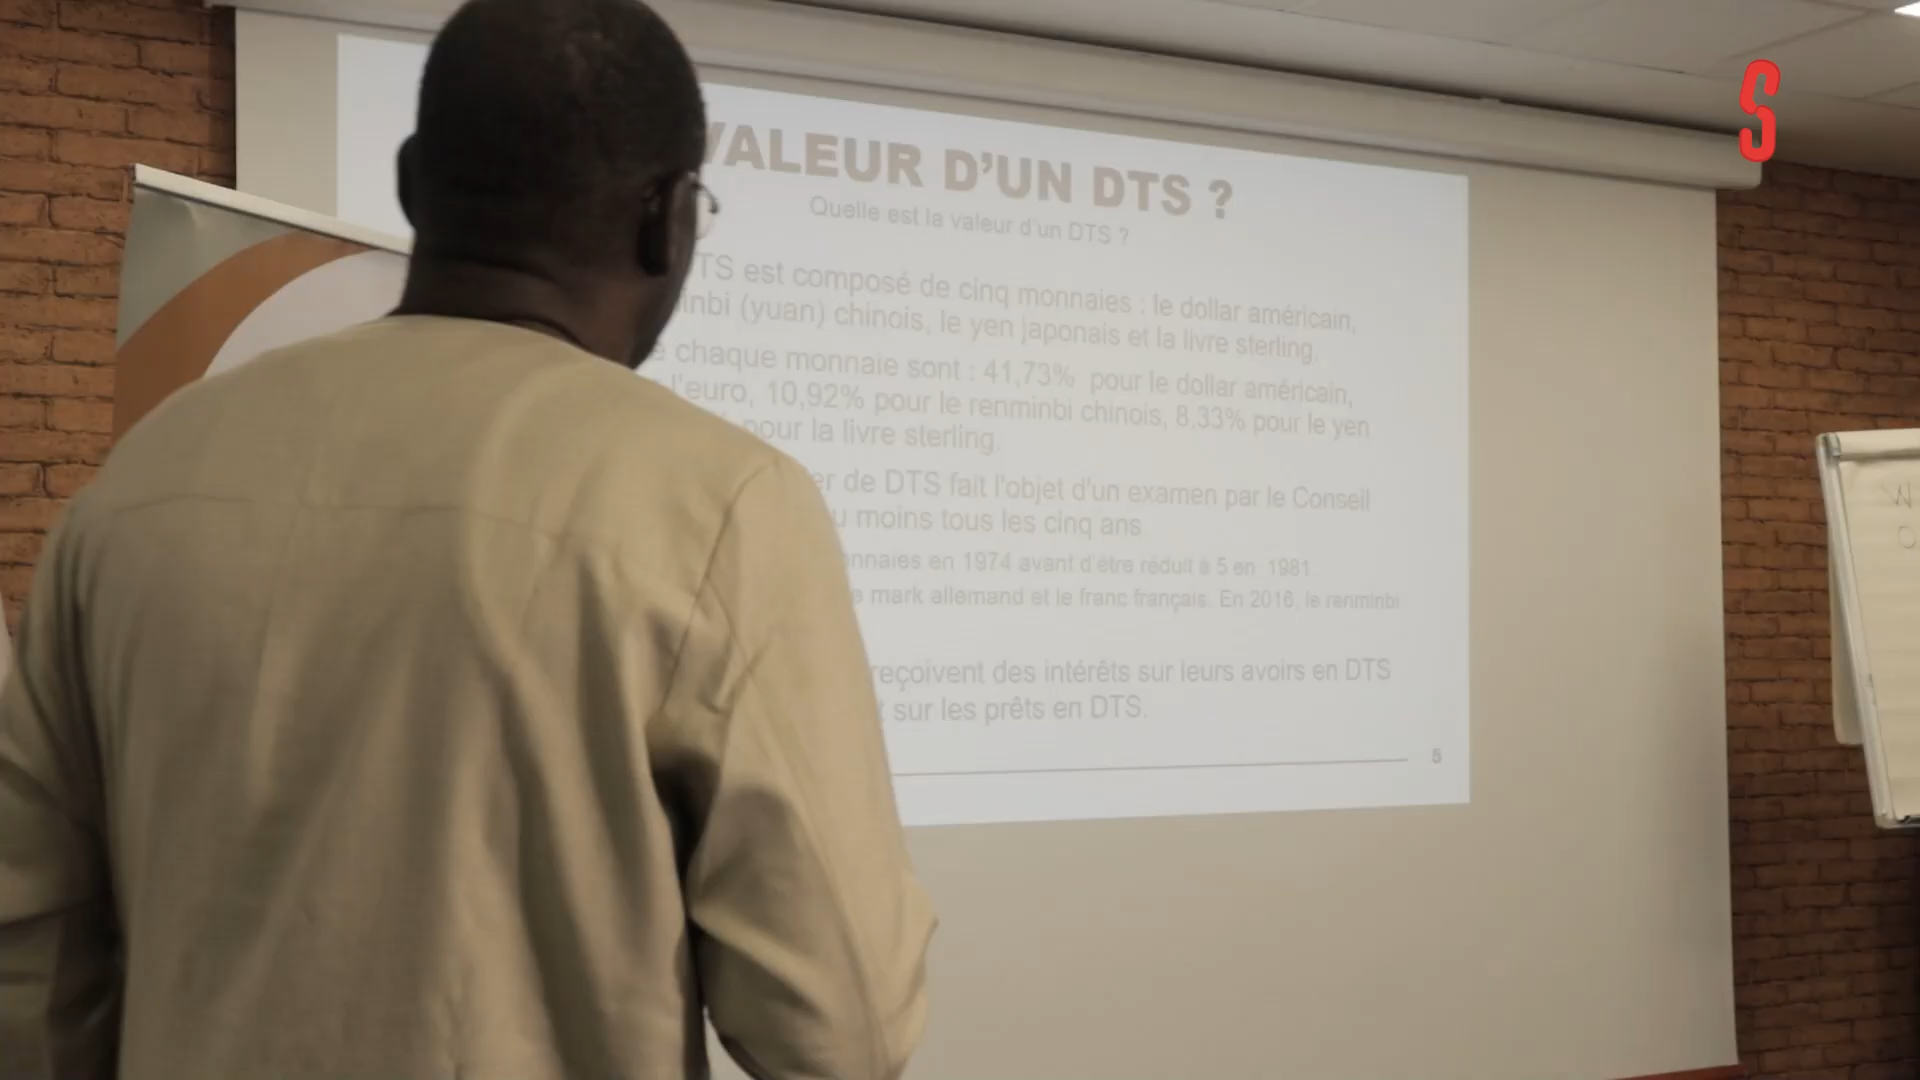 S
VALEUR D'UN DTS ?
Quelle est la valeur d'un DTS ?
TS est composé de cinq monnaies : le dollar américain,
inbi (yuan) chinois, le yen japonais et la livre sterling.
chaque monnaie sont : 41,73% pour le dollar américain,
l'euro, 10,92% pour le renminbi chinois, 8,33% pour le yen
pour la livre sterling.
er de DTS fait l'objet d'un examen par le Conseil
u moins tous les cinq ans
onnaies en 1974 avant d'être réduit à 5 en 1981.
mark allemand et le franc français. En 2016, le renminbi
reçoivent des intérêts sur leurs avoirs en DTS
t sur les prêts en DTS.
5
W
O